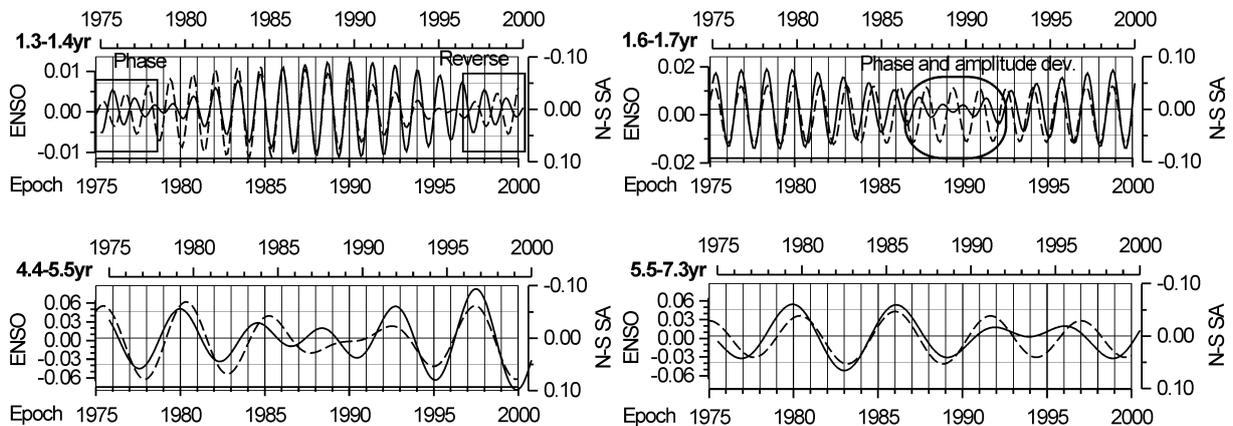 1975 1980 1985 1990 1995 2000
1.3-1.4yr
Phase Reverse
0.01 0.00 -0.01
ENSO
-0.10 0.00 0.10
N-S SA
Epoch 1975 1980 1985 1990 1995 2000
1975 1980 1985 1990 1995 2000
1.6-1.7yr
Phase and amplitude dev.
0.02 0.00 -0.02
ENSO
-0.10 0.00 -0.10
N-S SA
Epoch 1975 1980 1985 1990 1995 2000
1975 1980 1985 1990 1995 2000
4.4-5.5yr
0.06 0.03 0.00 -0.03 -0.06
ENSO
-0.10 0.00 0.10
N-S SA
Epoch 1975 1980 1985 1990 1995 2000
1975 1980 1985 1990 1995 2000
5.5-7.3yr
0.09 0.06 0.03 0.00 -0.03 -0.06
ENSO
-0.10 0.00 0.10
N-S SA
Epoch 1975 1980 1985 1990 1995 2000